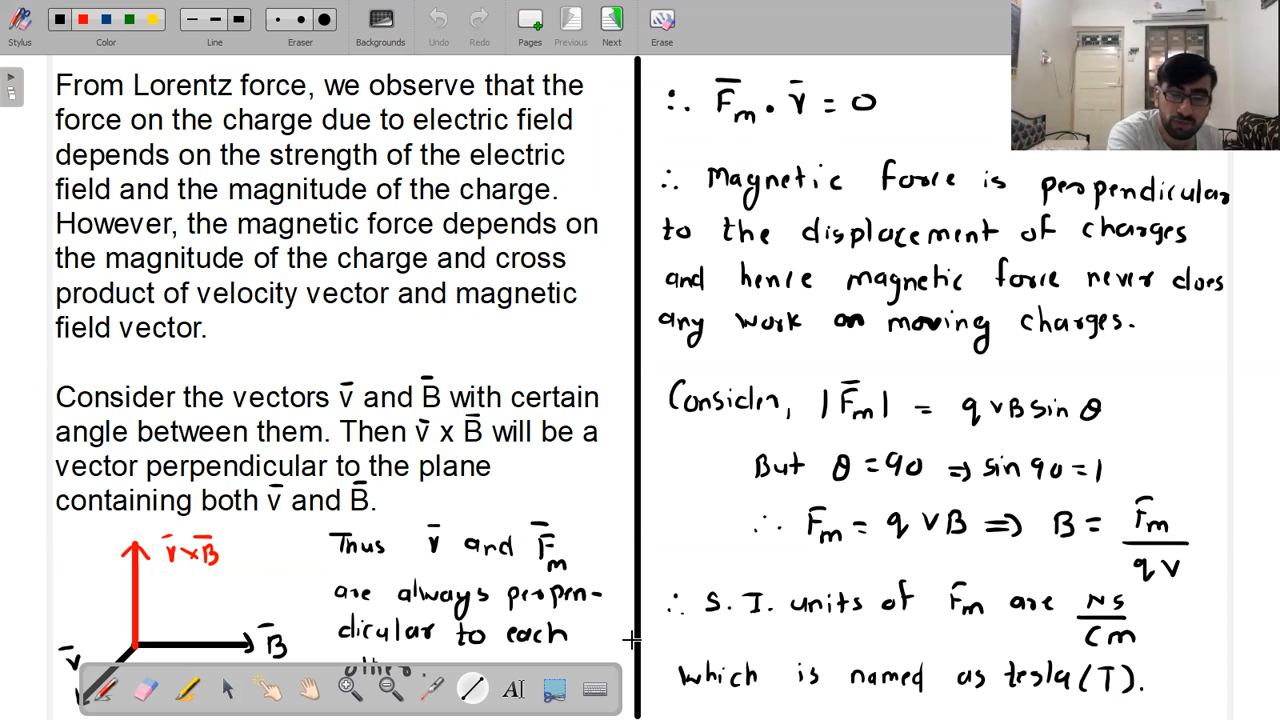 Stylus
Color
Line
Eraser
Backgrounds
Undo
Redo
Pages
Previous
Next
Erase
From Lorentz force, we observe that the
force on the charge due to electric field
depends on the strength of the electric
field and the magnitude of the charge.
However, the magnetic force depends on
the magnitude of the charge and cross
product of velocity vector and magnetic
field vector.
Consider the vectors v̄ and B̄ with certain
angle between them. Then v̄ x B̄ will be a
vector perpendicular to the plane
containing both v̄ and B̄.
v̄×B̄
B̄
v̄
Thus v̄ and F̄m
are always perpen-
dicular to each
other.
∴ F̄m . v̄ = 0
∴ Magnetic force is perpendicular
to the displacement of charges
and hence magnetic force never does
any work on moving charges.
Consider, |F̄m| = q v B sin θ
But θ = 90 ⇒ sin 90 = 1
∴ F̄m = q v B ⇒ B = F̄m / q v
∴ S.I. units of F̄m are Ns / Cm
which is named as tesla (T).
AI